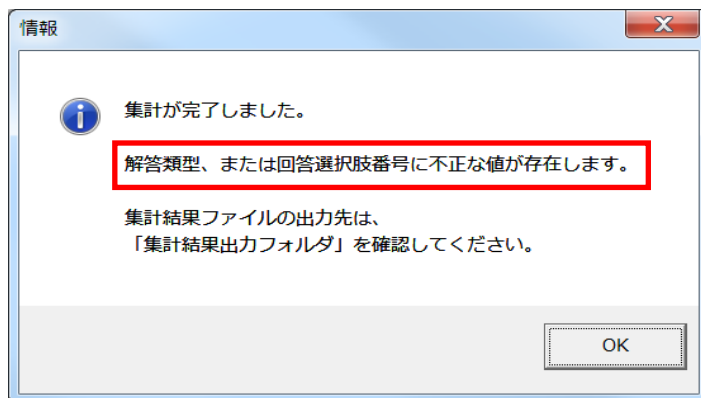 情報
集計が完了しました。
解答類型、または回答選択肢番号に不正な値が存在します。
集計結果ファイルの出力先は、
「集計結果出力フォルダ」を確認してください。
OK